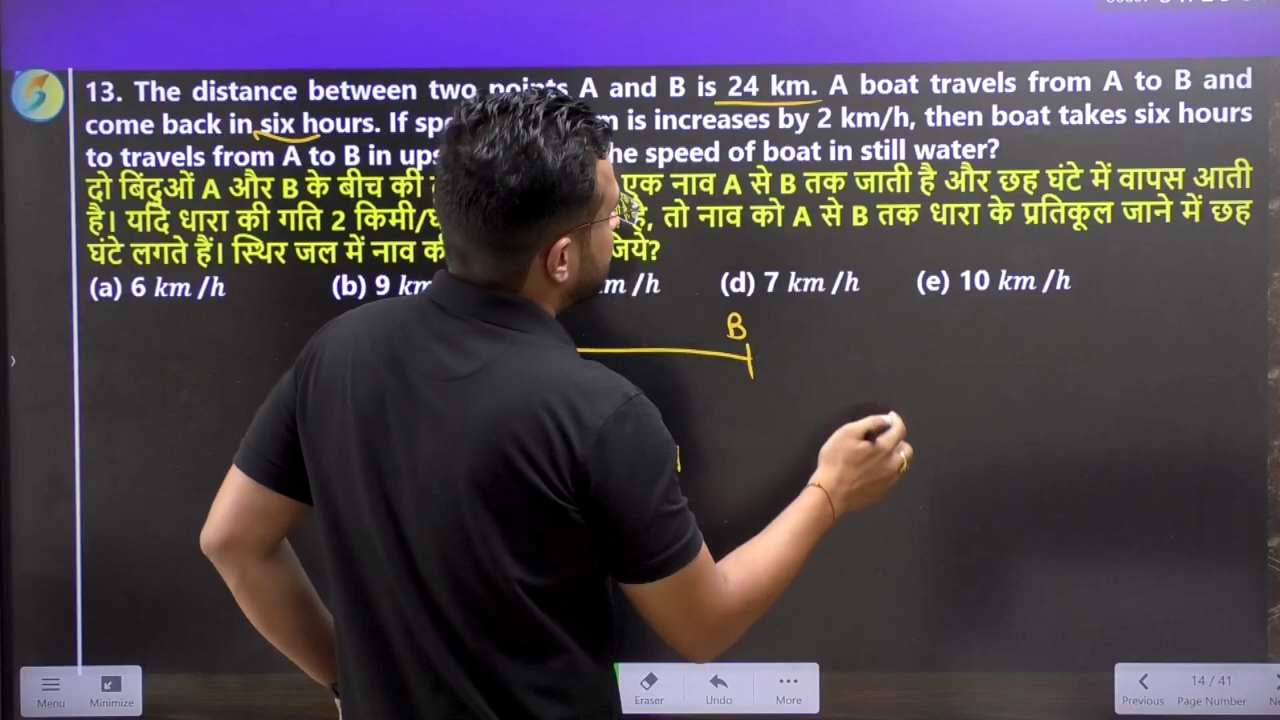 13. The distance between two points A and B is 24 km. A boat travels from A to B and
come back in six hours. If is increases by 2 km/h, then boat takes six hours
to travels from A to B in speed of boat in still water?
दो बिंदुओं A और B के बीच की एक नाव A से B तक जाती है और छह घंटे में वापस आती
है। यदि धारा की गति 2 है, तो नाव को A से B तक धारा के प्रतिकूल जाने में छह
घंटे लगते हैं। स्थिर जल में नाव
(a) 6 km/h (b) 9 /h (d) 7 km/h (e) 10 km/h
B
Menu Minimize Eraser Undo More Previous 14 / 41 Page Number